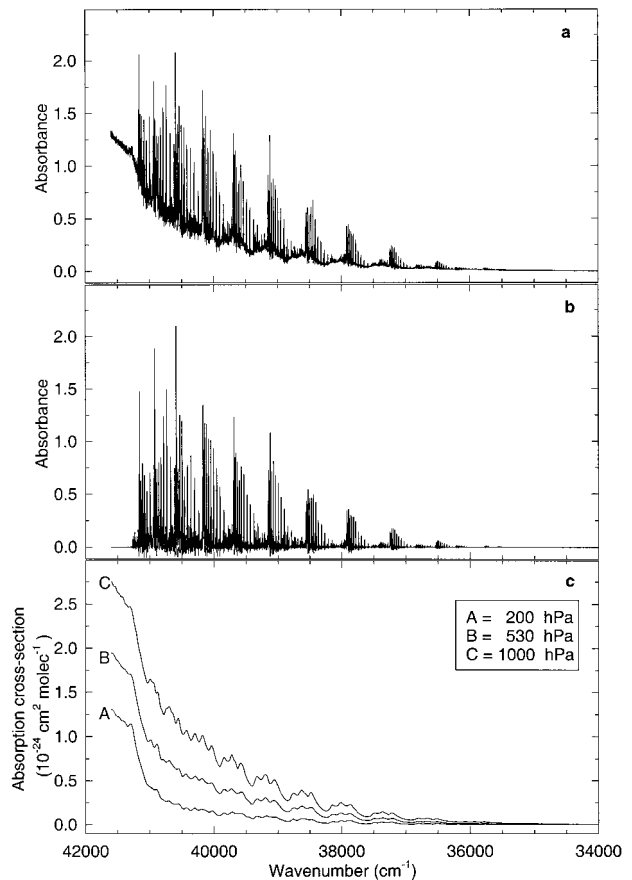 a
2.0
1.5
1.0
0.5
0.0
Absorbance
b
2.0
1.5
1.0
0.5
0.0
Absorbance
c
C
B
A
A = 200 hPa
B = 530 hPa
C = 1000 hPa
2.5
2.0
1.5
1.0
0.5
0.0
Absorption cross-section
(10⁻²⁴ cm² molec⁻¹)
42000 40000 38000 36000 34000
Wavenumber (cm⁻¹)